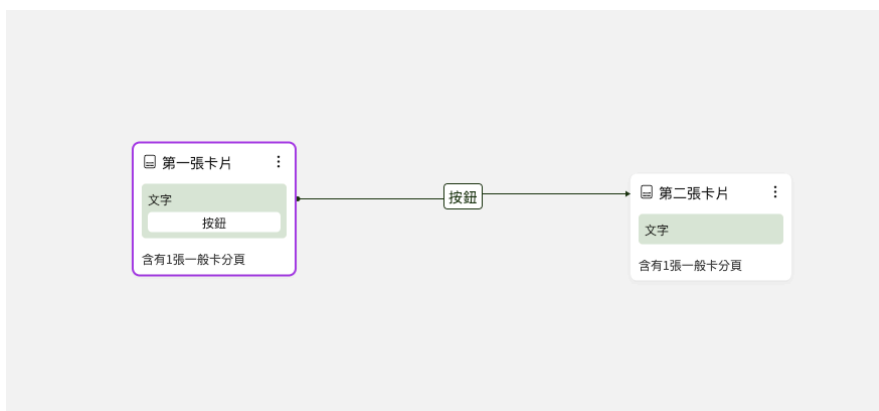 第一張卡片
文字
按鈕
含有1張一般卡分頁
按鈕
第二張卡片
文字
含有1張一般卡分頁